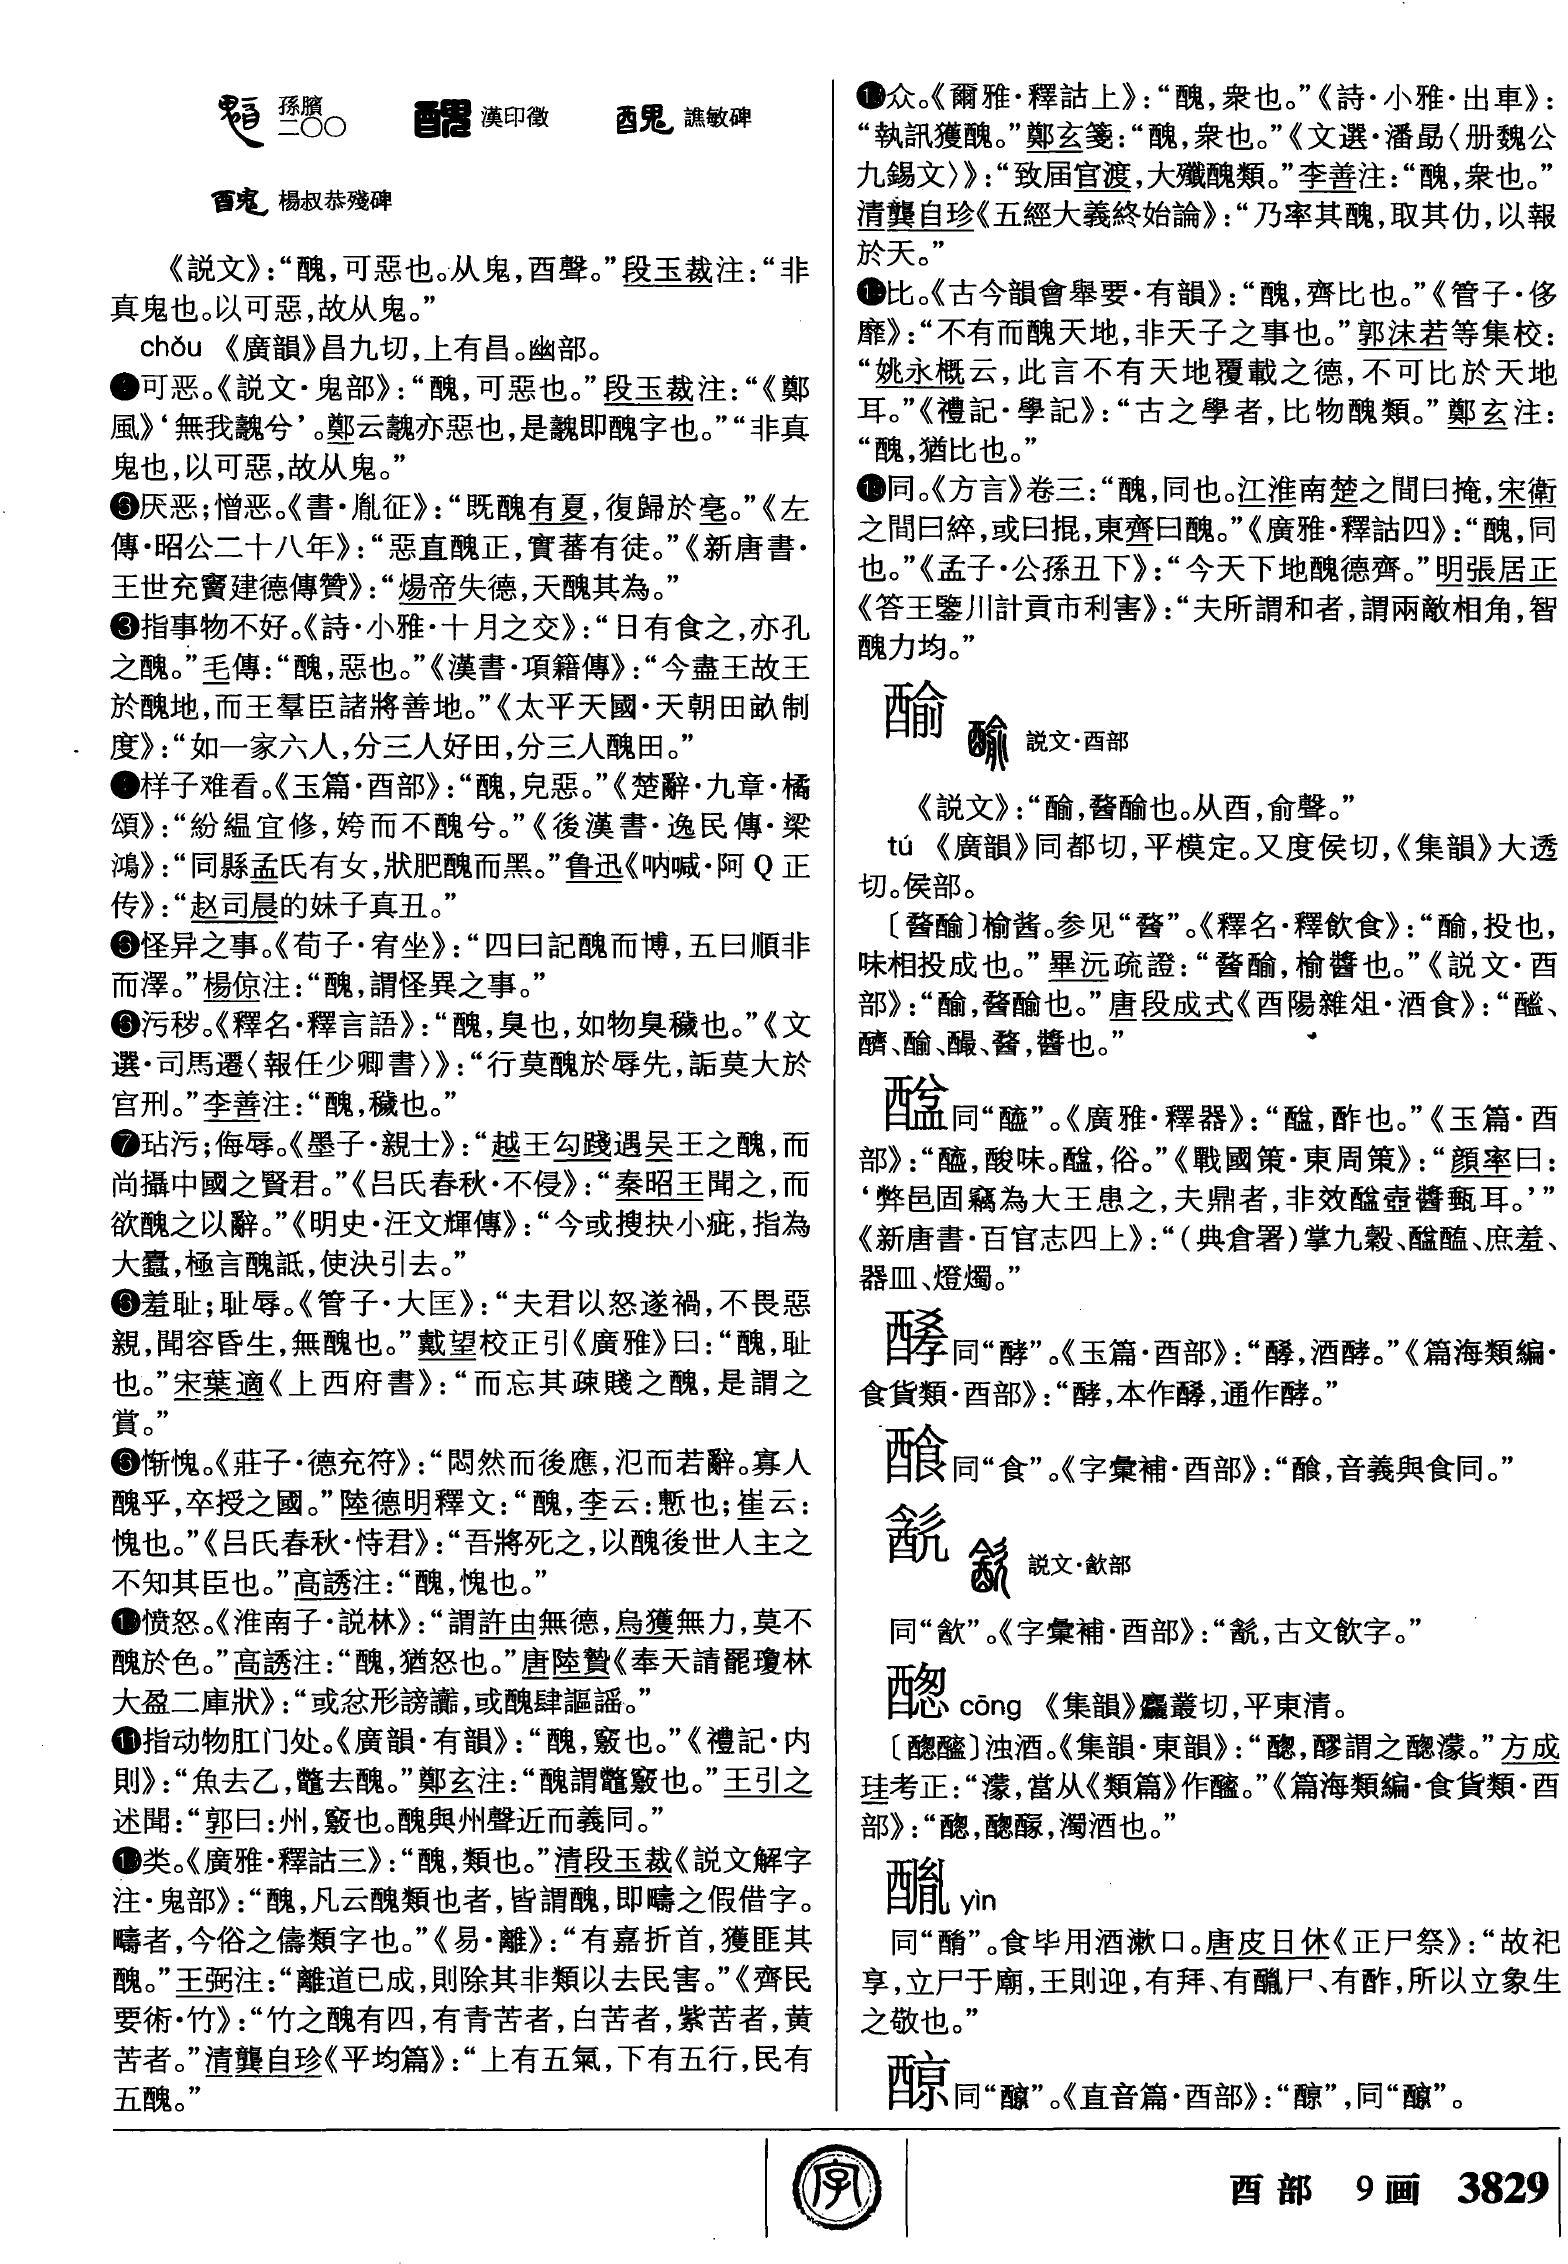 孫臏二〇〇　漢印徵　譙敏碑
楊叔恭殘碑
《説文》：“醜，可惡也。从鬼，酉聲。”段玉裁注：“非
真鬼也。以可惡，故从鬼。”
chǒu 《廣韻》昌九切，上有昌。幽部。
可恶。《説文·鬼部》：“醜，可惡也。”段玉裁注：“《鄭
風》‘無我魗兮’。鄭云魗亦惡也，是魗即醜字也。”“非真
鬼也，以可惡，故从鬼。”
厌恶；憎恶。《書·胤征》：“既醜有夏，復歸於亳。”《左
傳·昭公二十八年》：“惡直醜正，實蕃有徒。”《新唐書·
王世充竇建德傳贊》：“煬帝失德，天醜其為。”
❸指事物不好。《詩·小雅·十月之交》：“日有食之，亦孔
之醜。”毛傳：“醜，惡也。”《漢書·項籍傳》：“今盡王故王
於醜地，而王羣臣諸將善地。”《太平天國·天朝田畝制
度》：“如一家六人，分三人好田，分三人醜田。”
样子难看。《玉篇·酉部》：“醜，皃惡。”《楚辭·九章·橘
頌》：“紛緼宜修，姱而不醜兮。”《後漢書·逸民傳·梁
鴻》：“同縣孟氏有女，狀肥醜而黑。”鲁迅《呐喊·阿Q正
传》：“赵司晨的妹子真丑。”
怪异之事。《荀子·宥坐》：“四曰記醜而博，五曰順非
而澤。”楊倞注：“醜，謂怪異之事。”
污秽。《釋名·釋言語》：“醜，臭也，如物臭穢也。”《文
選·司馬遷〈報任少卿書〉》：“行莫醜於辱先，詬莫大於
宫刑。”李善注：“醜，穢也。”
❼玷污；侮辱。《墨子·親士》：“越王勾踐遇吴王之醜，而
尚攝中國之賢君。”《吕氏春秋·不侵》：“秦昭王聞之，而
欲醜之以辭。”《明史·汪文輝傳》：“今或搜抉小疵，指為
大蠹，極言醜詆，使決引去。”
羞耻；耻辱。《管子·大匡》：“夫君以怒遂禍，不畏惡
親，聞容昏生，無醜也。”戴望校正引《廣雅》曰：“醜，耻
也。”宋葉適《上西府書》：“而忘其疎賤之醜，是謂之
賞。”
惭愧。《莊子·德充符》：“悶然而後應，氾而若辭。寡人
醜乎，卒授之國。”陸德明釋文：“醜，李云：慙也；崔云：
愧也。”《吕氏春秋·恃君》：“吾將死之，以醜後世人主之
不知其臣也。”高誘注：“醜，愧也。”
愤怒。《淮南子·説林》：“謂許由無德，烏獲無力，莫不
醜於色。”高誘注：“醜，猶怒也。”唐陸贄《奉天請罷瓊林
大盈二庫狀》：“或忿形謗讟，或醜肆謳謡。”
⓫指动物肛门处。《廣韻·有韻》：“醜，竅也。”《禮記·内
則》：“魚去乙，鼈去醜。”鄭玄注：“醜謂鼈竅也。”王引之
述聞：“郭曰：州，竅也。醜與州聲近而義同。”
类。《廣雅·釋詁三》：“醜，類也。”清段玉裁《説文解字
注·鬼部》：“醜，凡云醜類也者，皆謂醜，即疇之假借字。
疇者，今俗之儔類字也。”《易·離》：“有嘉折首，獲匪其
醜。”王弼注：“離道已成，則除其非類以去民害。”《齊民
要術·竹》：“竹之醜有四，有青苦者，白苦者，紫苦者，黄
苦者。”清龔自珍《平均篇》：“上有五氣，下有五行，民有
五醜。”
众。《爾雅·釋詁上》：“醜，衆也。”《詩·小雅·出車》：
“執訊獲醜。”鄭玄箋：“醜，衆也。”《文選·潘勗〈册魏公
九錫文〉》：“致届官渡，大殲醜類。”李善注：“醜，衆也。”
清龔自珍《五經大義終始論》：“乃率其醜，取其仂，以報
於天。”
比。《古今韻會舉要·有韻》：“醜，齊比也。”《管子·侈
靡》：“不有而醜天地，非天子之事也。”郭沫若等集校：
“姚永概云，此言不有天地覆載之德，不可比於天地
耳。”《禮記·學記》：“古之學者，比物醜類。”鄭玄注：
“醜，猶比也。”
同。《方言》卷三：“醜，同也。江淮南楚之間曰掩，宋衛
之間曰綷，或曰掍，東齊曰醜。”《廣雅·釋詁四》：“醜，同
也。”《孟子·公孫丑下》：“今天下地醜德齊。”明張居正
《答王鑒川計貢市利害》：“夫所謂和者，謂兩敵相角，智
醜力均。”
酳 説文·酉部
《説文》：“䤅，䤅也。从酉，俞聲。”
tú 《廣韻》同都切，平模定。又度侯切，《集韻》大透
切。侯部。
榆酱。参见“”。《釋名·釋飲食》：“，投也，
味相投成也。”畢沅疏證：“，榆醬也。”《説文·酉
部》：“，也。”唐段成式《酉陽雜俎·酒食》：“，
醬也。”
同“醯”。《廣雅·釋器》：“，酢也。”《玉篇·酉
部》：“醯，酸味。，俗。”《戰國策·東周策》：“顔率曰：
‘弊邑固竊為大王患之，夫鼎者，非效壺醬甀耳。’”
《新唐書·百官志四上》：“（典倉署）掌九穀、醢、庶羞、
器皿、燈燭。”
同“酵”。《玉篇·酉部》：“，酒酵。”《篇海類編·
食貨類·酉部》：“酵，本作，通作酵。”
同“食”。《字彙補·酉部》：“，音義與食同。”
説文·㱃部
同“㱃”。《字彙補·酉部》：“，古文飲字。”
cōng 《集韻》麤叢切，平東清。
浊酒。《集韻·東韻》：“，醪謂之濛。”方成
珪考正：“濛，當从《類篇》作醶。”《篇海類編·食貨類·酉
部》：“，濁酒也。”
yìn
同“酳”。食毕用酒漱口。唐皮日休《正尸祭》：“故祀
享，立尸于廟，王則迎，有拜、有尸、有酢，所以立象生
之敬也。”
同“”。《直音篇·酉部》：“”，同“”。
酉部　9画　3829